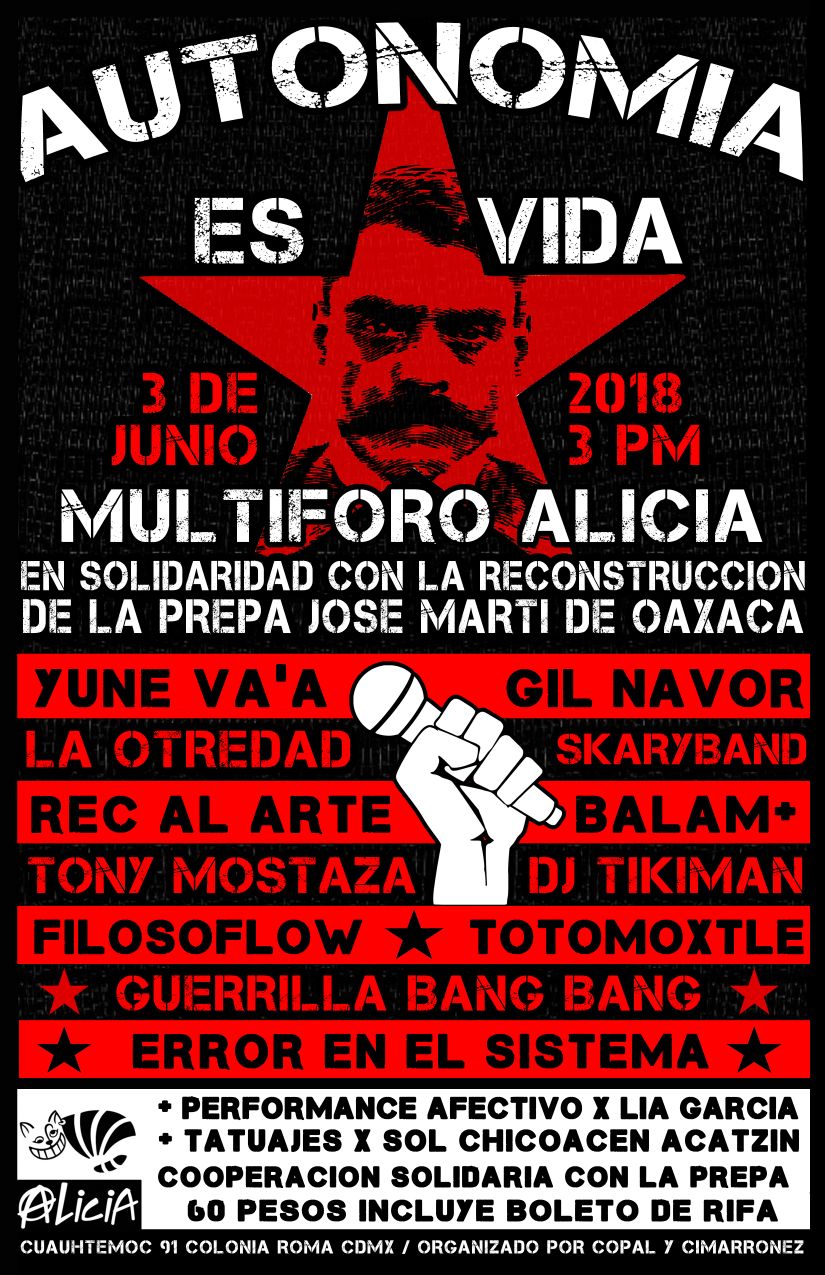 AUTONOMIA
ES VIDA
3 DE JUNIO
2018 3 PM
MULTIFORO ALICIA
EN SOLIDARIDAD CON LA RECONSTRUCCION
DE LA PREPA JOSE MARTI DE OAXACA
YUNE VA'A GIL NAVOR
LA OTREDAD SKARYBAND
REC AL ARTE BALAM+
TONY MOSTAZA DJ TIKIMAN
FILOSOFLOW ★ TOTOMOXTLE
★ GUERRILLA BANG BANG ★
★ ERROR EN EL SISTEMA ★
+ PERFORMANCE AFECTIVO X LIA GARCIA
+ TATUAJES X SOL CHICOACEN ACATZIN
COOPERACION SOLIDARIA CON LA PREPA
60 PESOS INCLUYE BOLETO DE RIFA
ALiciA
CUAUHTEMOC 91 COLONIA ROMA CDMX / ORGANIZADO POR COPAL Y CIMARRONEZ